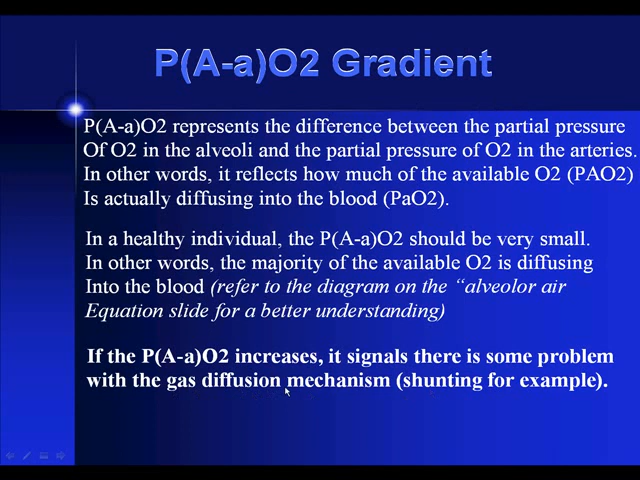 P(A-a)O2 Gradient
P(A-a)O2 represents the difference between the partial pressure
Of O2 in the alveoli and the partial pressure of O2 in the arteries.
In other words, it reflects how much of the available O2 (PAO2)
Is actually diffusing into the blood (PaO2).
In a healthy individual, the P(A-a)O2 should be very small.
In other words, the majority of the available O2 is diffusing
Into the blood (refer to the diagram on the “alveolor air
Equation slide for a better understanding)
If the P(A-a)O2 increases, it signals there is some problem
with the gas diffusion mechanism (shunting for example).